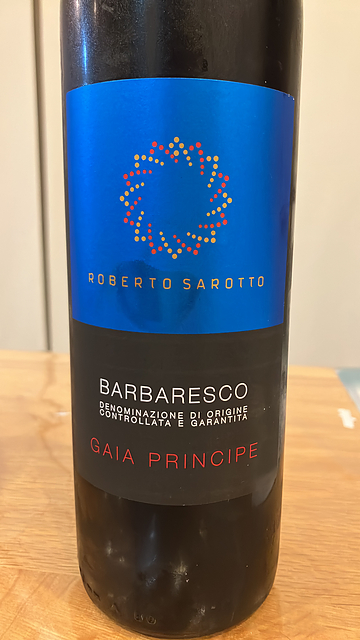 ROBERTO SAROTTO
BARBARESCO
DENOMINAZIONE DI ORIGINE
CONTROLLATA E GARANTITA
GAIA PRINCIPE